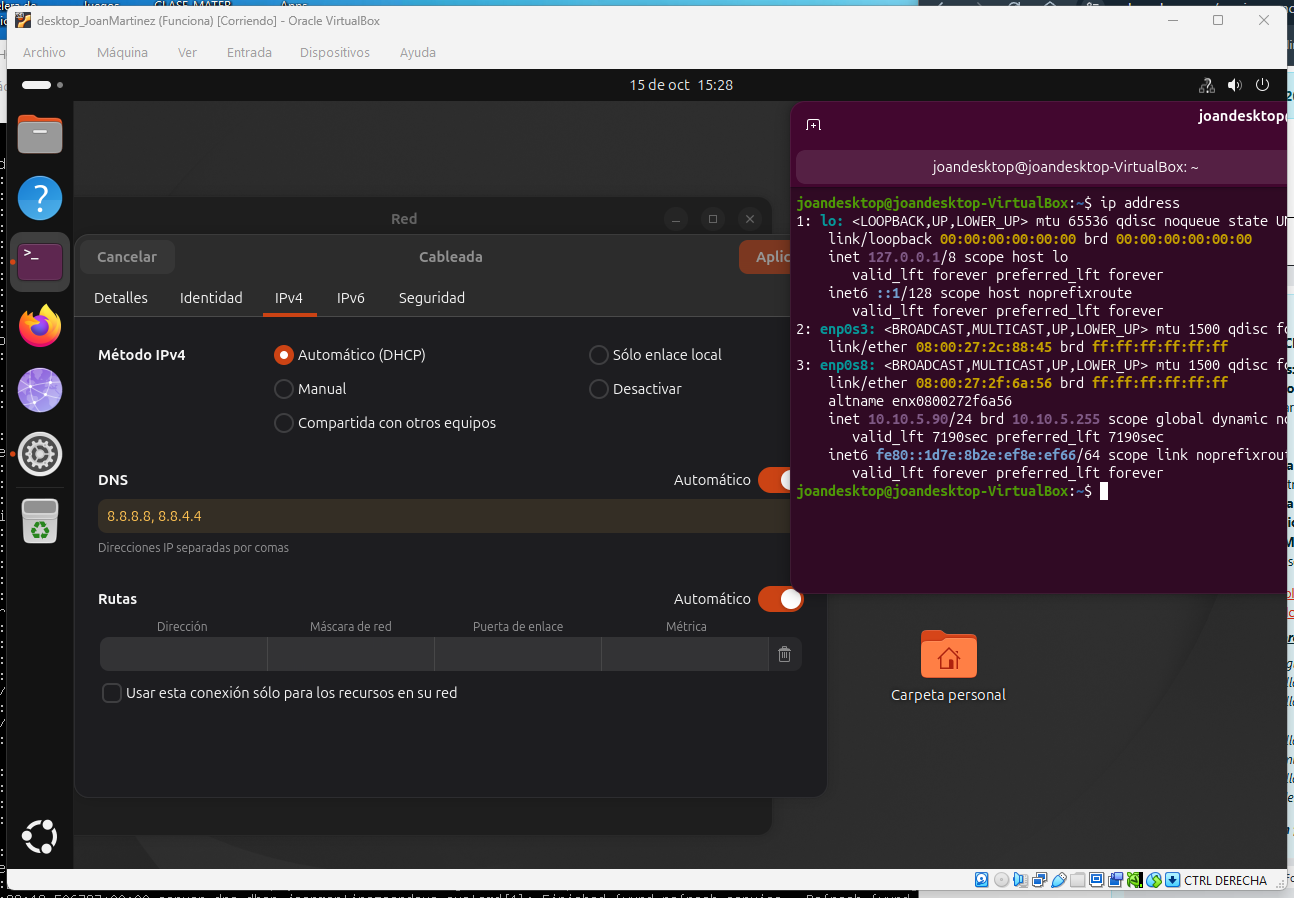 desktop_JoanMartinez (Funciona) [Corriendo] - Oracle VirtualBox
Archivo Máquina Ver Entrada Dispositivos Ayuda
15 de oct 15:28
Red
Cancelar Cableada
Detalles Identidad IPv4 IPv6 Seguridad
Método IPv4 Automático (DHCP) Sólo enlace local
Manual Desactivar
Compartida con otros equipos
DNS Automático
8.8.8.8, 8.8.4.4
Direcciones IP separadas por comas
Rutas Automático
Dirección Máscara de red Puerta de enlace Métrica
Usar esta conexión sólo para los recursos en su red
joandesktop@
joandesktop@joandesktop-VirtualBox: ~
joandesktop@joandesktop-VirtualBox:~$ ip address
1: lo: <LOOPBACK,UP,LOWER_UP> mtu 65536 qdisc noqueue state
link/loopback 00:00:00:00:00:00 brd 00:00:00:00:00:00
inet 127.0.0.1/8 scope host lo
valid_lft forever preferred_lft forever
inet6 ::1/128 scope host noprefixroute
valid_lft forever preferred_lft forever
2: enp0s3: <BROADCAST,MULTICAST,UP,LOWER_UP> mtu 1500 qdisc
link/ether 08:00:27:2c:88:45 brd ff:ff:ff:ff:ff:ff
3: enp0s8: <BROADCAST,MULTICAST,UP,LOWER_UP> mtu 1500 qdisc
link/ether 08:00:27:2f:6a:56 brd ff:ff:ff:ff:ff:ff
altname enx0800272f6a56
inet 10.10.5.90/24 brd 10.10.5.255 scope global dynamic
valid_lft 7190sec preferred_lft 7190sec
inet6 fe80::1d7e:8b2e:ef8e:ef66/64 scope link
valid_lft forever preferred_lft forever
joandesktop@joandesktop-VirtualBox:~$
Carpeta personal
CTRL DERECHA